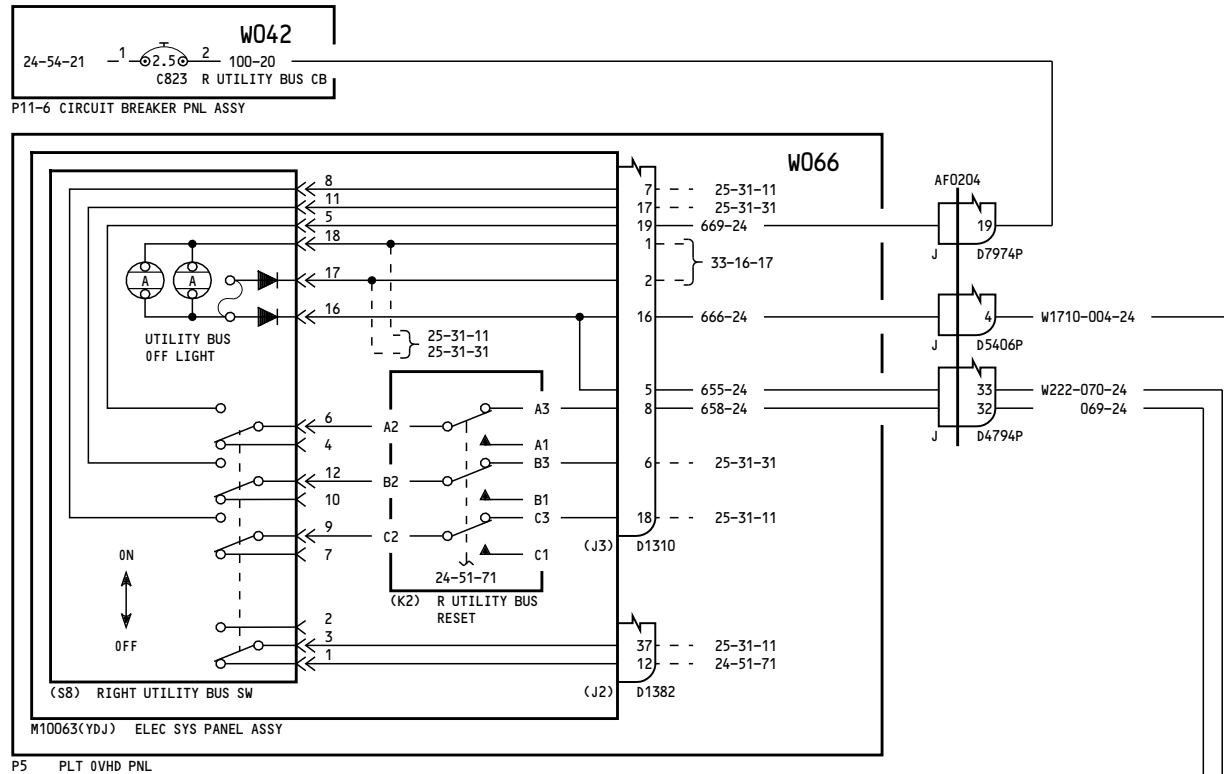 W042
24-54-21 1 2.5 2 100-20
C823 R UTILITY BUS CB
P11-6 CIRCUIT BREAKER PNL ASSY
W066
AF0204
8 7 25-31-11
11 17 25-31-31
5 19 669-24 19
18 1
J D7974P
33-16-17
A A 17 2
16 16 666-24 4 W1710-004-24
UTILITY BUS
OFF LIGHT
25-31-11
25-31-31
J D5406P
5 655-24 33 W222-070-24
A3 8 658-24 32 069-24
6 A2
4 A1
J D4794P
B3 6 25-31-31
12 B2
10 B1
C3 18 25-31-11
9 C2
7 C1
(J3) D1310
ON
24-51-71
(K2) R UTILITY BUS
RESET
2
OFF
3 37 25-31-11
1 12 24-51-71
(S8) RIGHT UTILITY BUS SW
(J2) D1382
M10063(YDJ) ELEC SYS PANEL ASSY
P5 PLT OVHD PNL